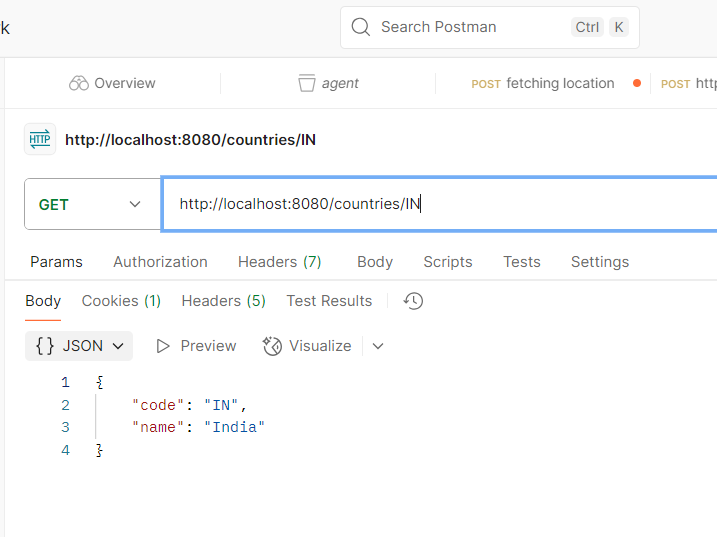 Search Postman Ctrl K
Overview agent POST fetching location POST
HTTP http://localhost:8080/countries/IN
GET http://localhost:8080/countries/IN
Params Authorization Headers (7) Body Scripts Tests Settings
Body Cookies (1) Headers (5) Test Results
{} JSON Preview Visualize
1 {
2 "code": "IN",
3 "name": "India"
4 }